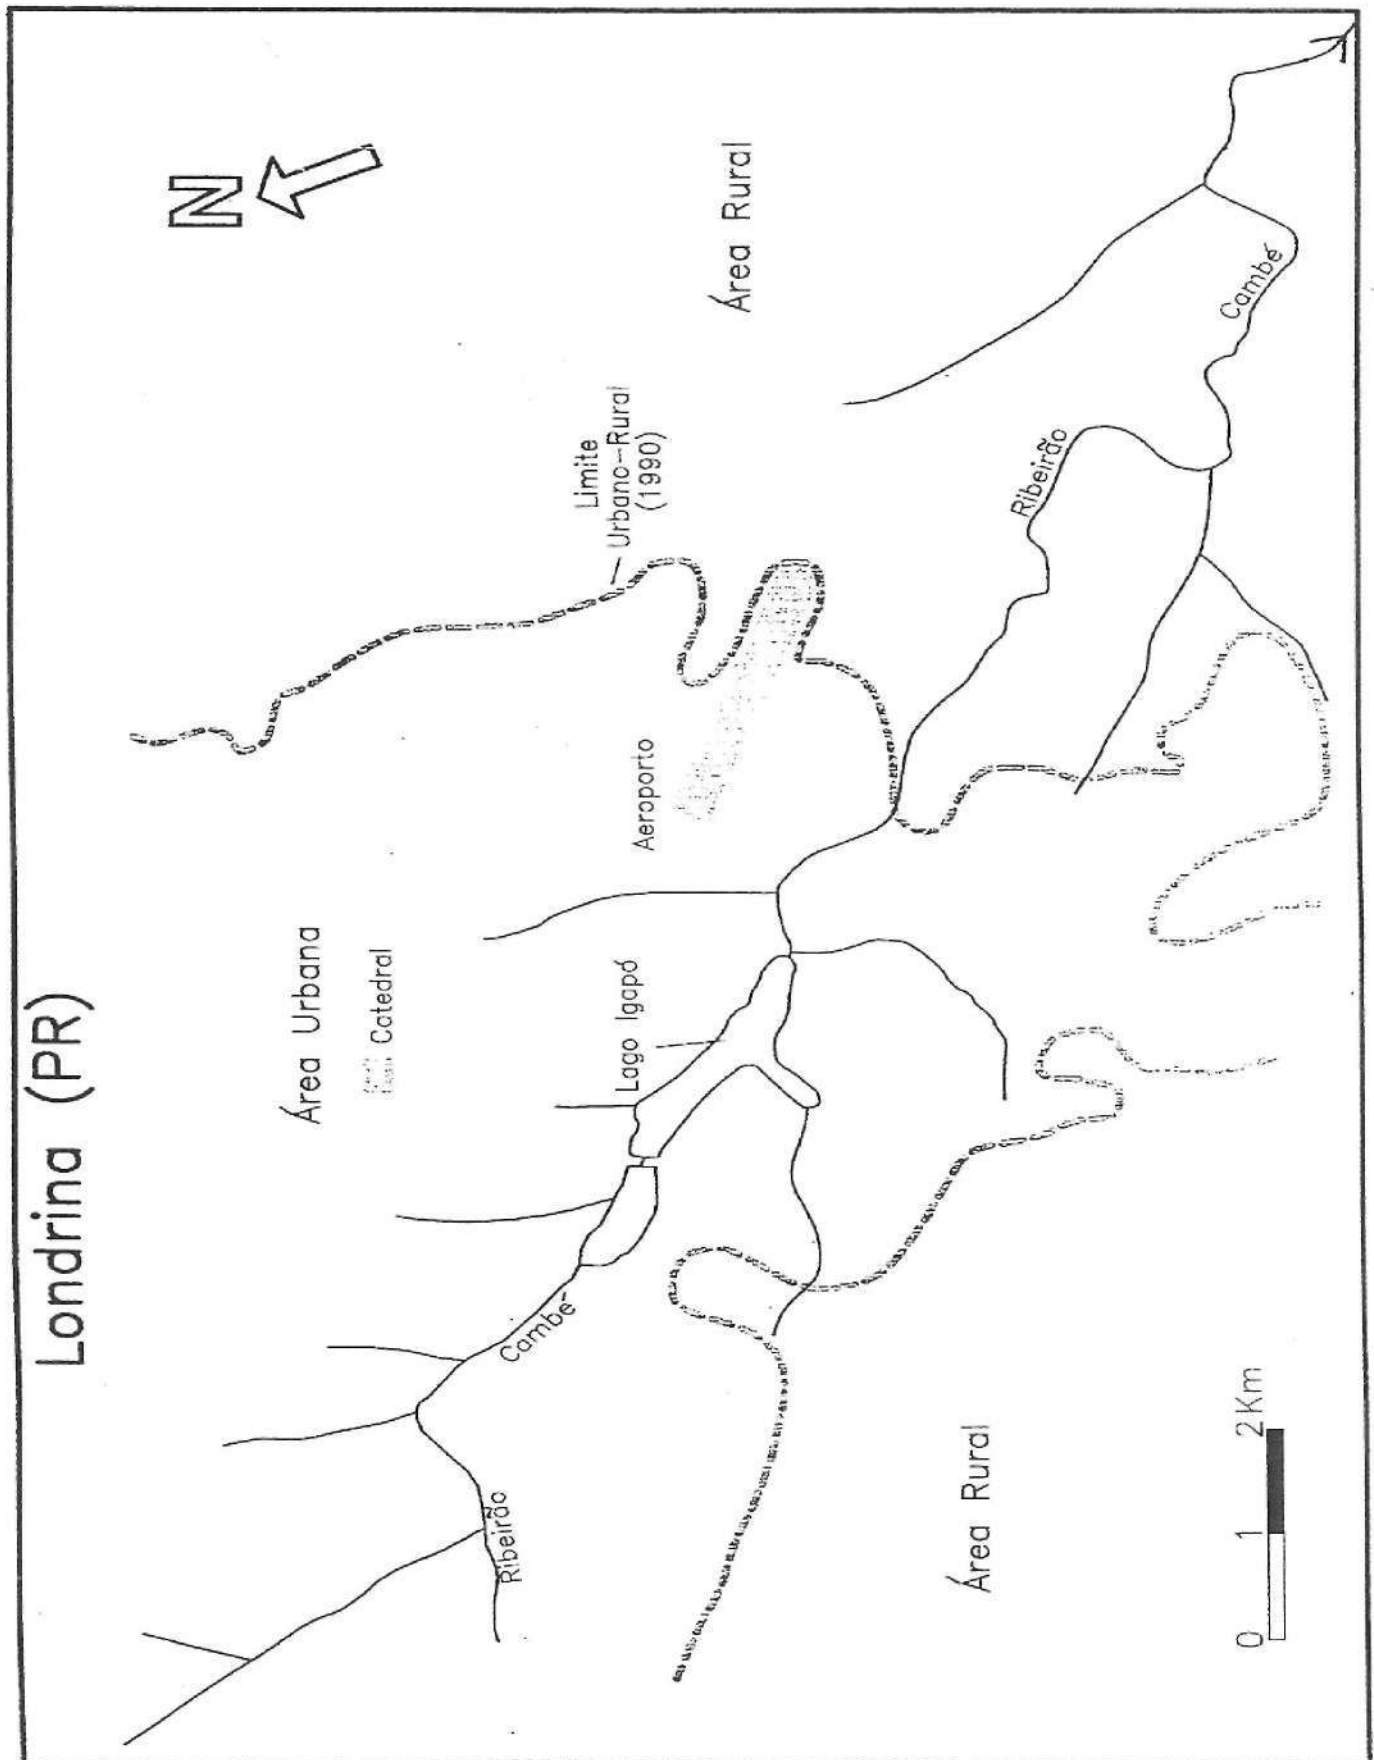 Londrina (PR)
N
Área Urbana
Catedral
Limite
Urbano-Rural
(1990)
Área Rural
Aeroporto
Lago Igapó
Ribeirão
Cambé
Ribeirão
Cambé
Área Rural
0 1 2Km